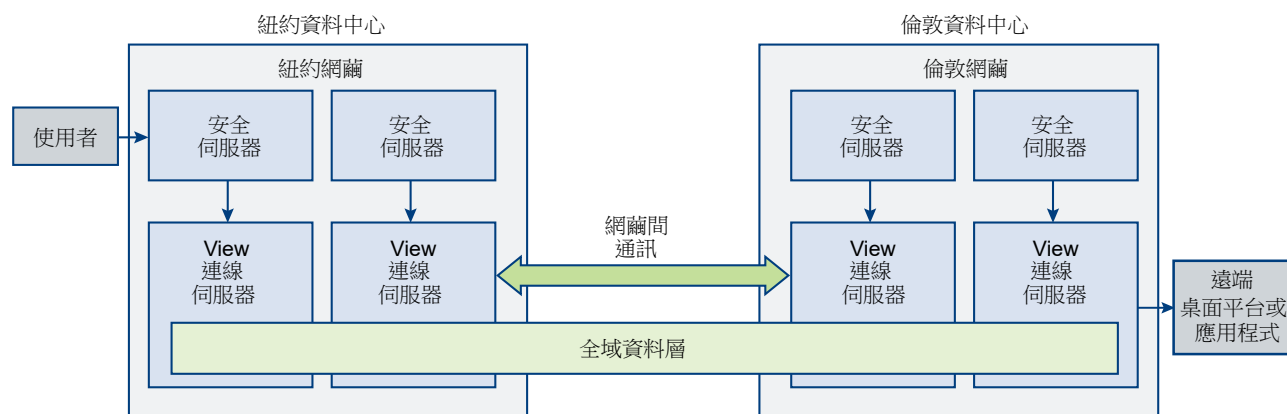 紐約資料中心
倫敦資料中心
紐約網繭
倫敦網繭
使用者
安全
伺服器
安全
伺服器
安全
伺服器
安全
伺服器
網繭間
通訊
View
連線
伺服器
View
連線
伺服器
View
連線
伺服器
View
連線
伺服器
遠端
桌面平台或
應用程式
全域資料層